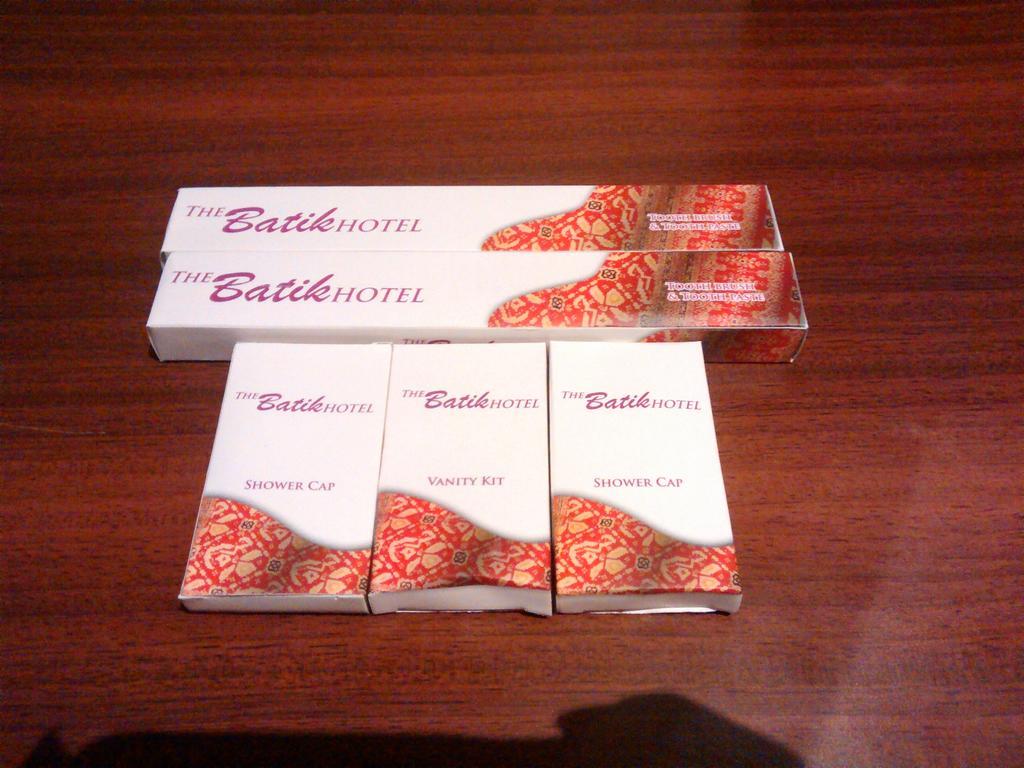 THE Batik HOTEL
TOOTH BRUSH
& TOOTH PASTE
THE Batik HOTEL
TOOTH BRUSH
& TOOTH PASTE
THE
THE Batik HOTEL
SHOWER CAP
THE Batik HOTEL
VANITY KIT
THE Batik HOTEL
SHOWER CAP